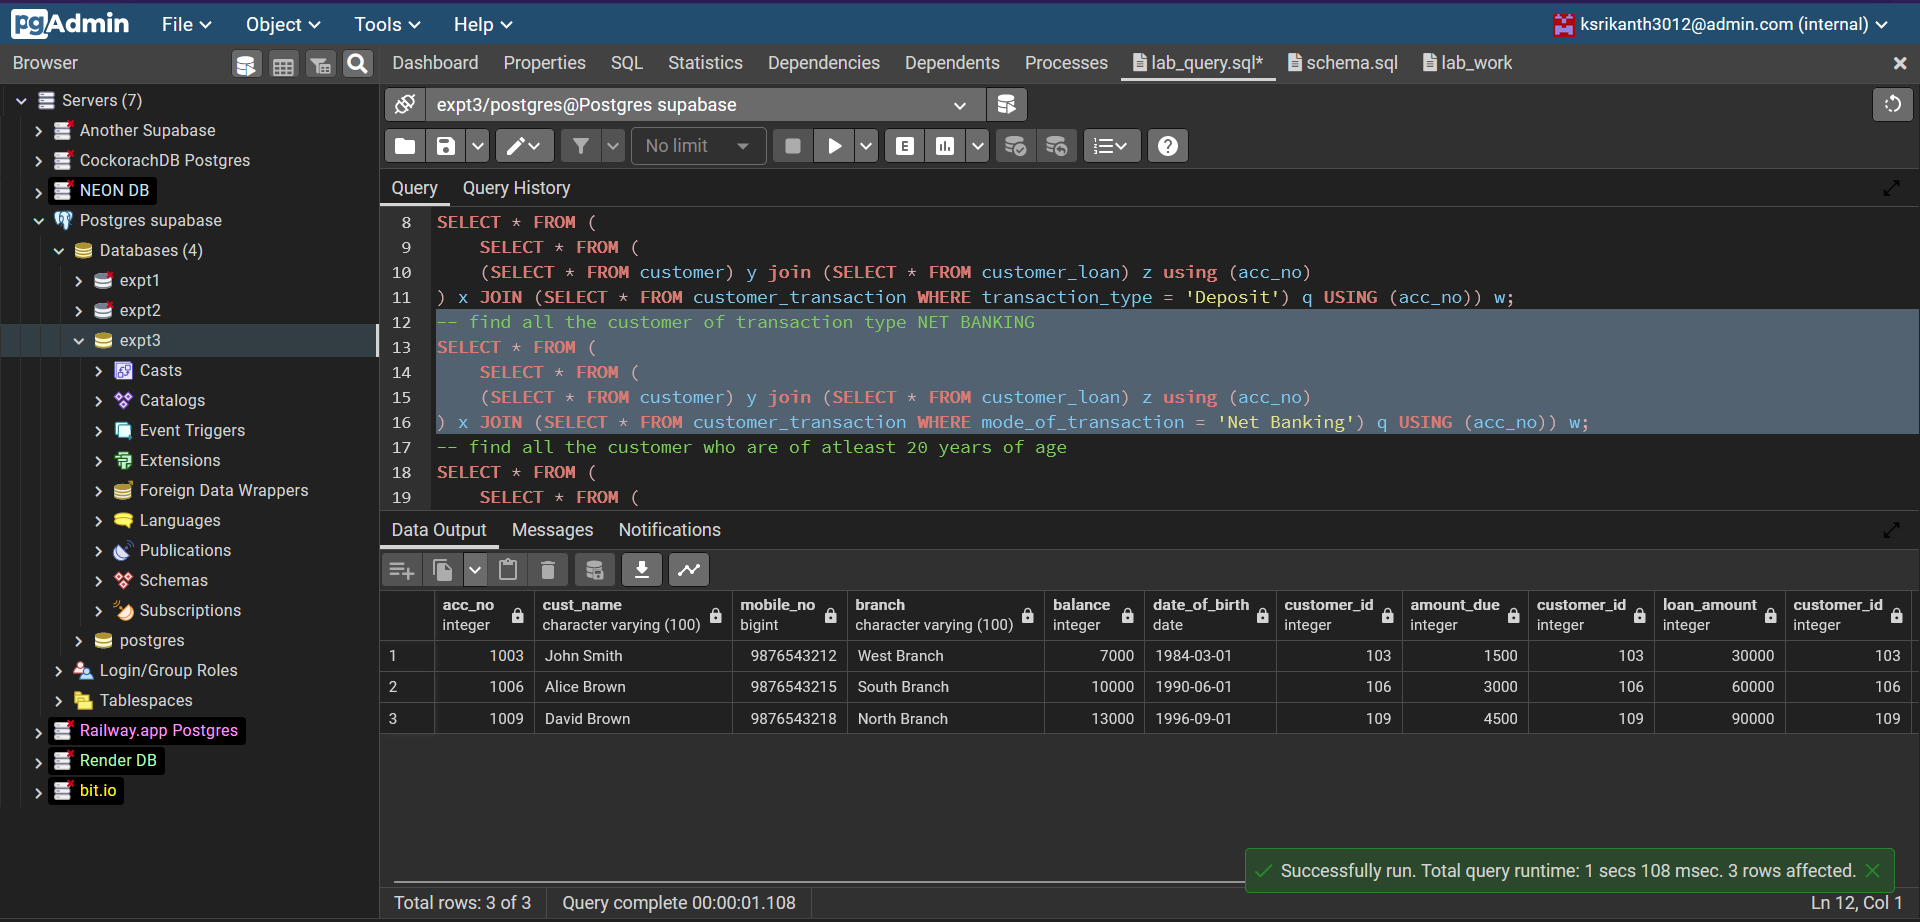 pgAdmin File Object Tools Help ksrikanth3012@admin.com (internal)
Browser
Dashboard Properties SQL Statistics Dependencies Dependents Processes lab_query.sql* schema.sql lab_work
Servers (7)
Another Supabase
CockorachDB Postgres
NEON DB
Postgres supabase
Databases (4)
expt1
expt2
expt3
Casts
Catalogs
Event Triggers
Extensions
Foreign Data Wrappers
Languages
Publications
Schemas
Subscriptions
postgres
Login/Group Roles
Tablespaces
Railway.app Postgres
Render DB
bit.io
expt3/postgres@Postgres supabase
No limit E
Query Query History
8 SELECT * FROM (
9 SELECT * FROM (
10 (SELECT * FROM customer) y join (SELECT * FROM customer_loan) z using (acc_no)
11 ) x JOIN (SELECT * FROM customer_transaction WHERE transaction_type = 'Deposit') q USING (acc_no)) w;
12 -- find all the customer of transaction type NET BANKING
13 SELECT * FROM (
14 SELECT * FROM (
15 (SELECT * FROM customer) y join (SELECT * FROM customer_loan) z using (acc_no)
16 ) x JOIN (SELECT * FROM customer_transaction WHERE mode_of_transaction = 'Net Banking') q USING (acc_no)) w;
17 -- find all the customer who are of atleast 20 years of age
18 SELECT * FROM (
19 SELECT * FROM (
Data Output Messages Notifications
acc_no cust_name mobile_no branch balance date_of_birth customer_id amount_due customer_id loan_amount customer_id
integer character varying (100) bigint character varying (100) integer date integer integer integer integer integer
1 1003 John Smith 9876543212 West Branch 7000 1984-03-01 103 1500 103 30000 103
2 1006 Alice Brown 9876543215 South Branch 10000 1990-06-01 106 3000 106 60000 106
3 1009 David Brown 9876543218 North Branch 13000 1996-09-01 109 4500 109 90000 109
Successfully run. Total query runtime: 1 secs 108 msec. 3 rows affected.
Total rows: 3 of 3 Query complete 00:00:01.108 Ln 12, Col 1